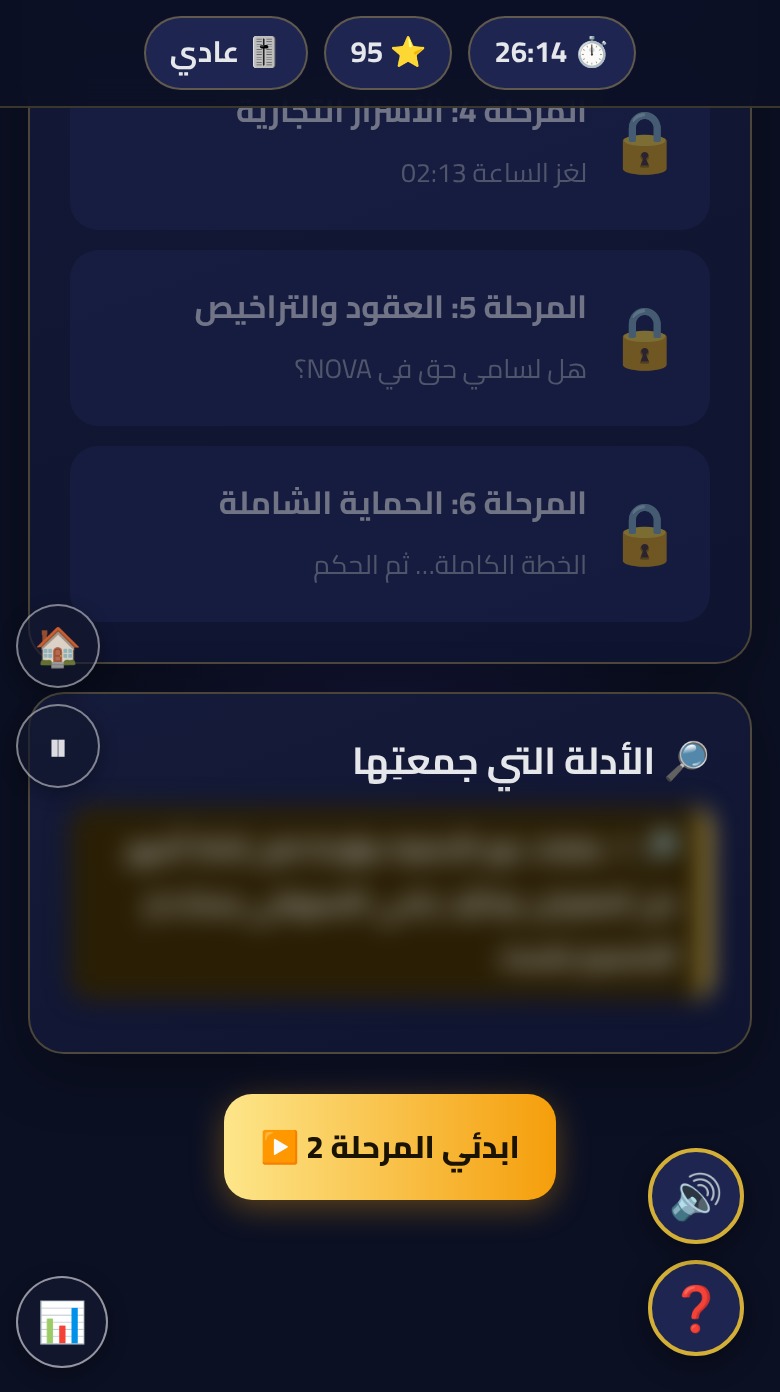 26:14
95
عادي
المرحلة 4: الأسرار التجارية
لغز الساعة 02:13
المرحلة 5: العقود والتراخيص
هل لسامي حق في NOVA؟
المرحلة 6: الحماية الشاملة
الخطة الكاملة... ثم الحكم
الأدلة التي جمعتِها
ابدئي المرحلة 2